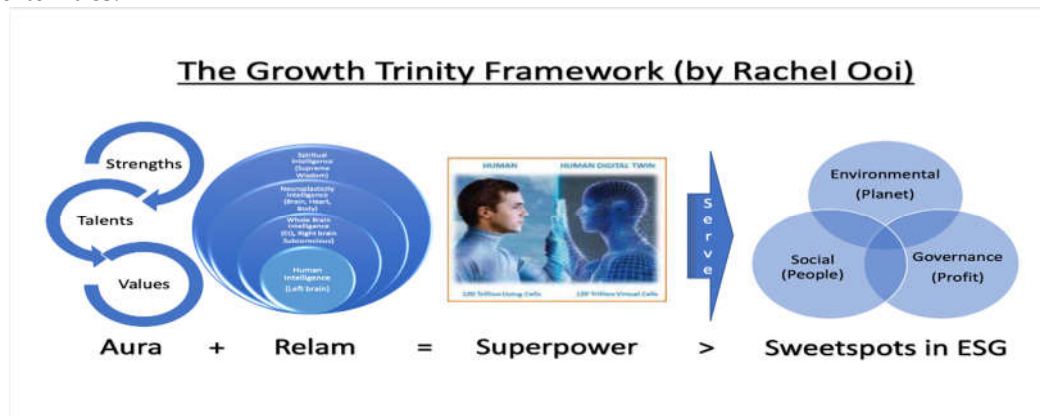 The Growth Trinity Framework (by Rachel Ooi)
Strengths
Talents
Values
Spiritual
Intelligence
(Supreme
Wisdom)
Neuroplasticity
Intelligence
(Brain, Heart,
Body)
Whole Brain
Intelligence
(EI), Right brain
Subconscious)
Human
Intelligence
(Left brain)
HUMAN
HUMAN DIGITAL TWIN
120 Trillion Living Cells
120 Trillion Virtual Cells
Serve
Environmental
(Planet)
Social
(People)
Governance
(Profit)
Aura + Relam = Superpower > Sweetspots in ESG